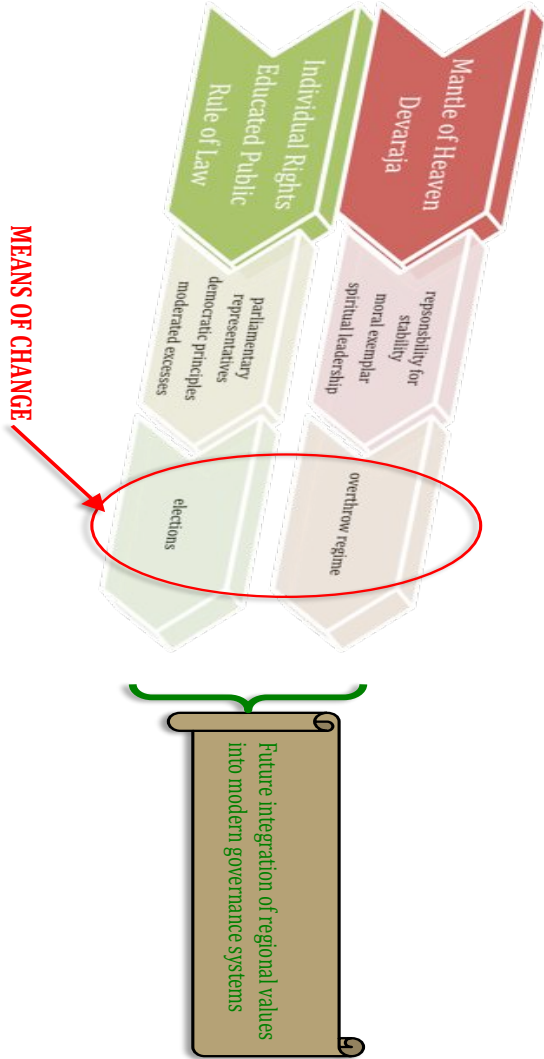 Mantle of Heaven
Devaraja
repsonsbility for
stability
moral exemplar
spiritual leadership
overthrow regime
Individual Rights
Educated Public
Rule of Law
parliamentary
representatives
democratic principles
moderated excesses
elections
MEANS OF CHANGE
Future integration of regional values
into modern governance systems